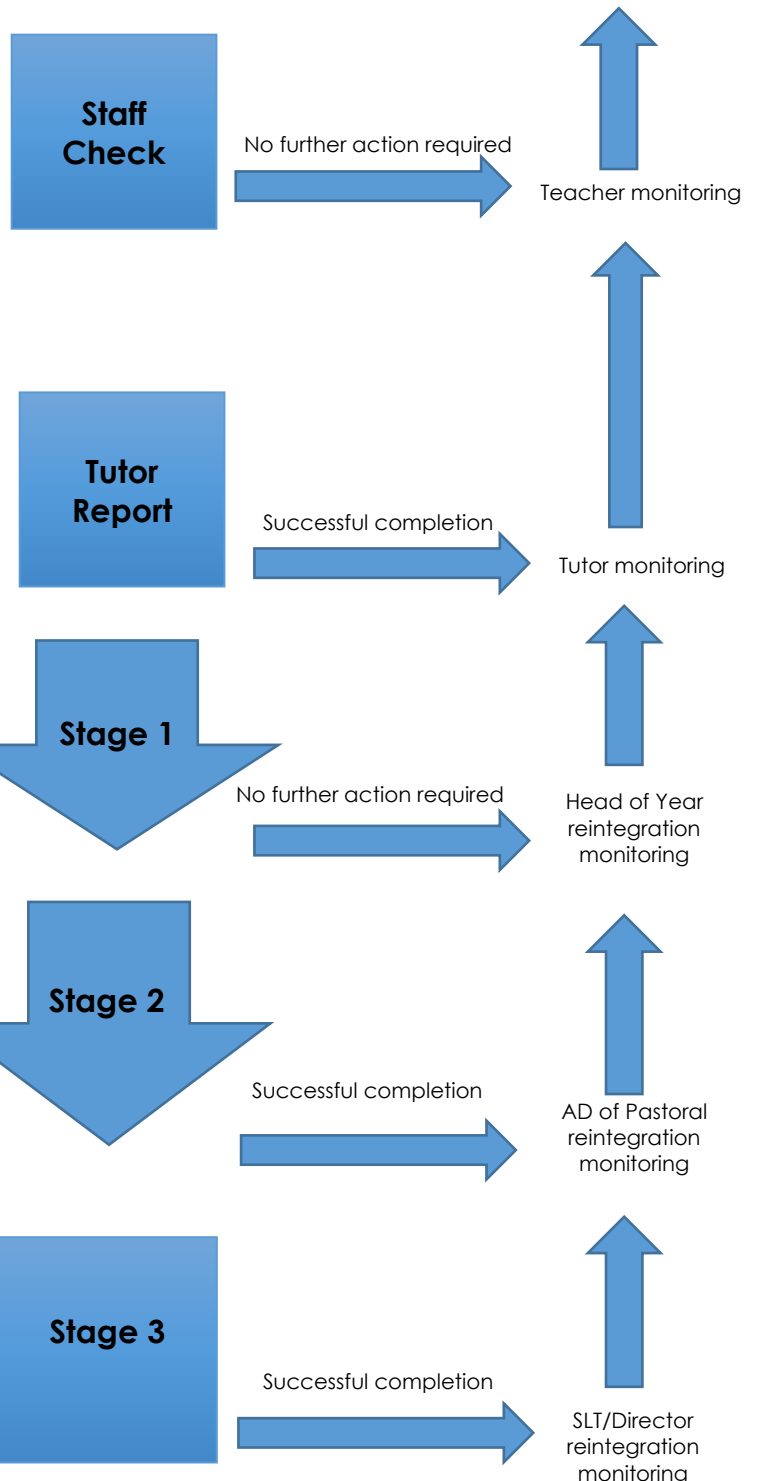 Staff
Check
No further action required
Teacher monitoring
Tutor
Report
Successful completion
Tutor monitoring
Stage 1
No further action required
Head of Year
reintegration
monitoring
Stage 2
Successful completion
AD of Pastoral
reintegration
monitoring
Stage 3
Successful completion
SLT/Director
reintegration
monitoring